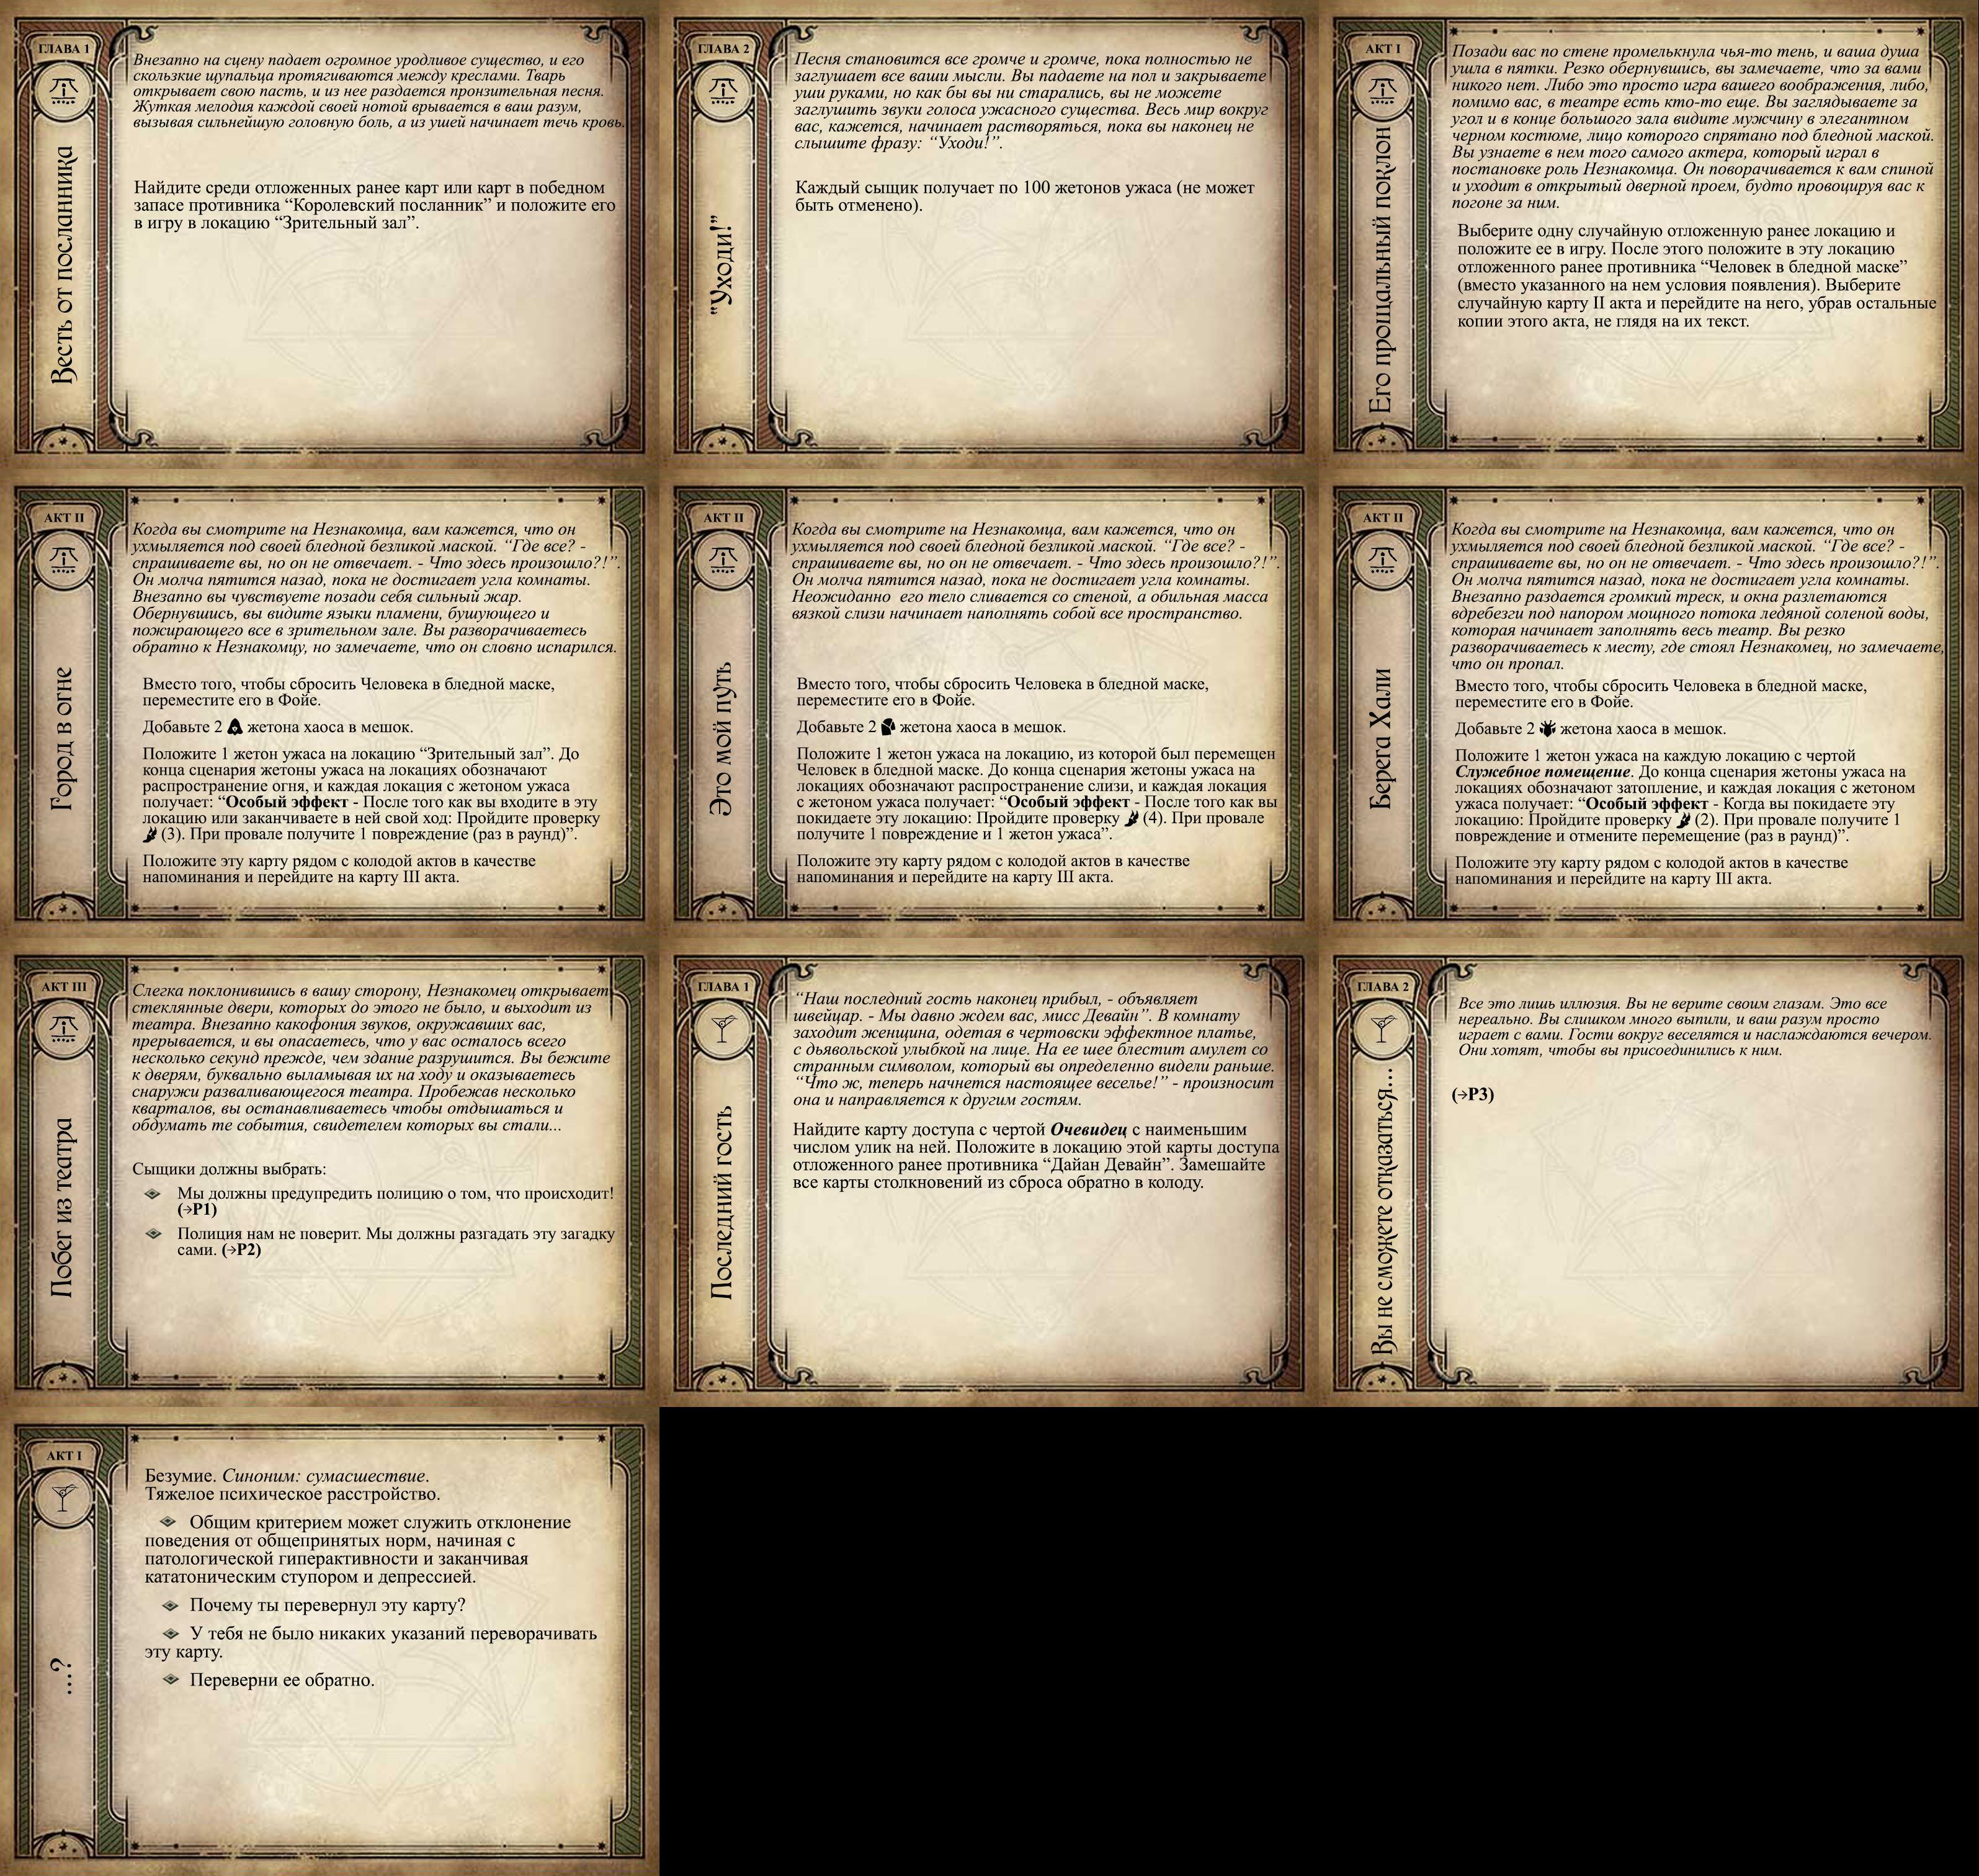 ГЛАВА 1
Весть от посланника
Внезапно на сцену падает огромное уродливое существо, и его
скользкие щупальца протягиваются между креслами. Тварь
открывает свою пасть, и из нее раздается пронзительная песня.
Жуткая мелодия каждой своей нотой врывается в ваш разум,
вызывая сильнейшую головную боль, а из ушей начинает течь кровь.
Найдите среди отложенных ранее карт или карт в победном
запасе противника “Королевский посланник” и положите его
в игру в локацию “Зрительный зал”.
ГЛАВА 2
"Уходи!"
Песня становится все громче и громче, пока полностью не
заглушает все ваши мысли. Вы падаете на пол и закрываете
уши руками, но как бы вы ни старались, вы не можете
заглушить звуки голоса ужасного существа. Весь мир вокруг
вас, кажется, начинает растворяться, пока вы наконец не
слышите фразу: “Уходи!”.
Каждый сыщик получает по 100 жетонов ужаса (не может
быть отменено).
АКТ I
Его прощальный поклон
Позади вас по стене промелькнула чья-то тень, и ваша душа
ушла в пятки. Резко обернувшись, вы замечаете, что за вами
никого нет. Либо это просто игра вашего воображения, либо,
помимо вас, в театре есть кто-то еще. Вы заглядываете за
угол и в конце большого зала видите мужчину в элегантном
черном костюме, лицо которого спрятано под бледной маской.
Вы узнаете в нем того самого актера, который играл в
постановке роль Незнакомца. Он поворачивается к вам спиной
и уходит в открытый дверной проем, будто провоцируя вас к
погоне за ним.
Выберите одну случайную отложенную ранее локацию и
положите ее в игру. После этого положите в эту локацию
отложенного ранее противника “Человек в бледной маске”
(вместо указанного на нем условия появления). Выберите
случайную карту II акта и перейдите на него, убрав остальные
копии этого акта, не глядя на их текст.
АКТ II
Город в огне
Когда вы смотрите на Незнакомца, вам кажется, что он
ухмыляется под своей бледной безликой маской. “Где все? -
спрашиваете вы, но он не отвечает. - Что здесь произошло?!”.
Он молча пятится назад, пока не достигает угла комнаты.
Внезапно вы чувствуете позади себя сильный жар.
Обернувшись, вы видите языки пламени, бушующего и
пожирающего все в зрительном зале. Вы разворачиваетесь
обратно к Незнакомцу, но замечаете, что он словно испарился.
Вместо того, чтобы сбросить Человека в бледной маске,
переместите его в Фойе.
Добавьте 2 жетона хаоса в мешок.
Положите 1 жетон ужаса на локацию “Зрительный зал”. До
конца сценария жетоны ужаса на локациях обозначают
распространение огня, и каждая локация с жетоном ужаса
получает: “Особый эффект - После того как вы входите в эту
локацию или заканчиваете в ней свой ход: Пройдите проверку
(3). При провале получите 1 повреждение (раз в раунд)”.
Положите эту карту рядом с колодой актов в качестве
напоминания и перейдите на карту III акта.
АКТ II
Это мой путь
Когда вы смотрите на Незнакомца, вам кажется, что он
ухмыляется под своей бледной безликой маской. “Где все? -
спрашиваете вы, но он не отвечает. - Что здесь произошло?!”.
Он молча пятится назад, пока не достигает угла комнаты.
Неожиданно его тело сливается со стеной, а обильная масса
вязкой слизи начинает наполнять собой все пространство.
Вместо того, чтобы сбросить Человека в бледной маске,
переместите его в Фойе.
Добавьте 2 жетона хаоса в мешок.
Положите 1 жетон ужаса на локацию, из которой был перемещен
Человек в бледной маске. До конца сценария жетоны ужаса на
локациях обозначают распространение слизи, и каждая локация
с жетоном ужаса получает: “Особый эффект - После того как вы
покидаете эту локацию: Пройдите проверку (4). При провале
получите 1 повреждение и 1 жетон ужаса”.
Положите эту карту рядом с колодой актов в качестве
напоминания и перейдите на карту III акта.
АКТ II
Берега Хали
Когда вы смотрите на Незнакомца, вам кажется, что он
ухмыляется под своей бледной безликой маской. “Где все? -
спрашиваете вы, но он не отвечает. - Что здесь произошло?!”.
Он молча пятится назад, пока не достигает угла комнаты.
Внезапно раздается громкий треск, и окна разлетаются
вдребезги под напором мощного потока ледяной соленой воды,
которая начинает заполнять весь театр. Вы резко
разворачиваетесь к месту, где стоял Незнакомец, но замечаете,
что он пропал.
Вместо того, чтобы сбросить Человека в бледной маске,
переместите его в Фойе.
Добавьте 2 жетона хаоса в мешок.
Положите 1 жетон ужаса на каждую локацию с чертой
Служебное помещение. До конца сценария жетоны ужаса на
локациях обозначают затопление, и каждая локация с жетоном
ужаса получает: “Особый эффект - Когда вы покидаете эту
локацию: Пройдите проверку (2). При провале получите 1
повреждение и отмените перемещение (раз в раунд)”.
Положите эту карту рядом с колодой актов в качестве
напоминания и перейдите на карту III акта.
АКТ III
Побег из театра
Слегка поклонившись в вашу сторону, Незнакомец открывает
стеклянные двери, которых до этого не было, и выходит из
театра. Внезапно какофония звуков, окружавших вас,
прерывается, и вы опасаетесь, что у вас осталось всего
несколько секунд прежде, чем здание разрушится. Вы бежите
к дверям, буквально выламывая их на ходу и оказываетесь
снаружи разваливающегося театра. Пробежав несколько
кварталов, вы останавливаетесь чтобы отдышаться и
обдумать те события, свидетелем которых вы стали...
Сыщики должны выбрать:
Мы должны предупредить полицию о том, что происходит!
(→Р1)
Полиция нам не поверит. Мы должны разгадать эту загадку
сами. (→Р2)
ГЛАВА 1
Последний гость
“Наш последний гость наконец прибыл, - объявляет
швейцар. - Мы давно ждем вас, мисс Девайн”. В комнату
заходит женщина, одетая в чертовски эффектное платье,
с дьявольской улыбкой на лице. На ее шее блестит амулет со
странным символом, который вы определенно видели раньше.
“Что ж, теперь начнется настоящее веселье!” - произносит
она и направляется к другим гостям.
Найдите карту доступа с чертой Очевидец с наименьшим
числом улик на ней. Положите в локацию этой карты доступа
отложенного ранее противника “Дайан Девайн”. Замешайте
все карты столкновений из сброса обратно в колоду.
ГЛАВА 2
Вы не сможете отказаться...
Все это лишь иллюзия. Вы не верите своим глазам. Это все
нереально. Вы слишком много выпили, и ваш разум просто
играет с вами. Гости вокруг веселятся и наслаждаются вечером.
Они хотят, чтобы вы присоединились к ним.
(→Р3)
АКТ I
...?
Безумие. Синоним: сумасшествие.
Тяжелое психическое расстройство.
Общим критерием может служить отклонение
поведения от общепринятых норм, начиная с
патологической гиперактивности и заканчивая
кататоническим ступором и депрессией.
Почему ты перевернул эту карту?
У тебя не было никаких указаний переворачивать
эту карту.
Переверни ее обратно.